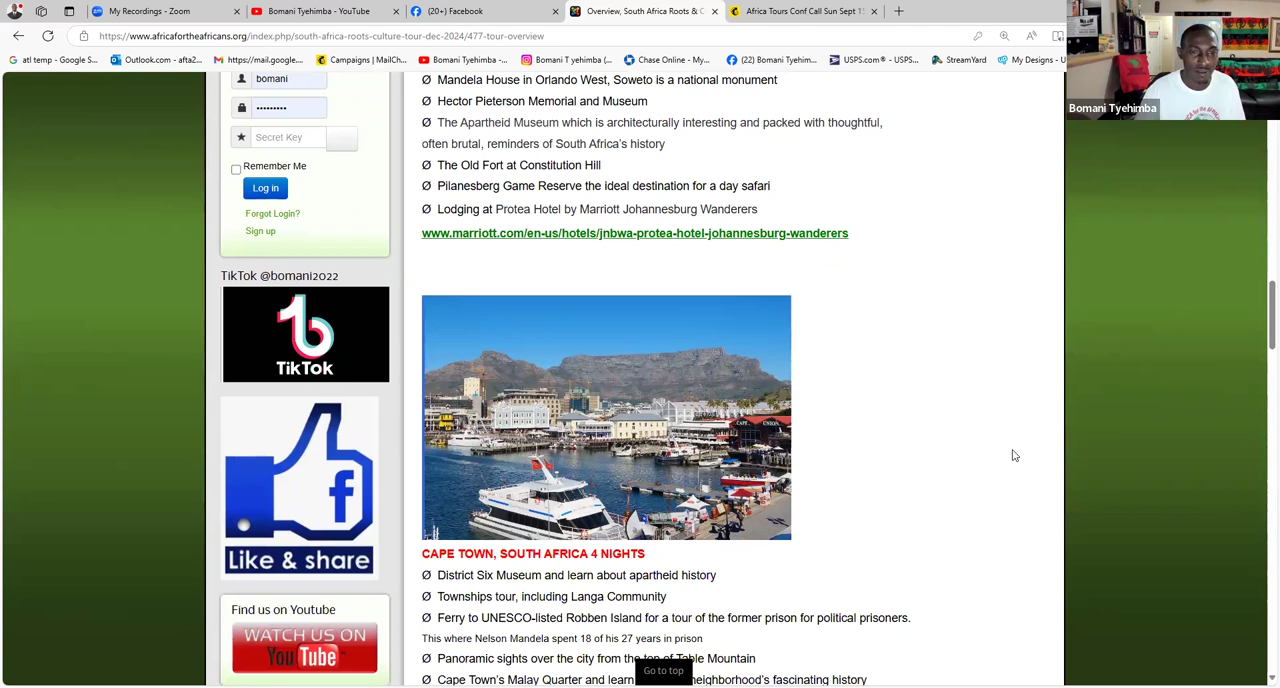 My Recordings - Zoom
Bomani Tyehimba - YouTube
(20+) Facebook
Overview, South Africa Roots & C
Africa Tours Conf Call Sun Sept 15
https://www.africafortheafricans.org/index.php/south-africa-roots-culture-tour-dec-2024/477-tour-overview
atl temp - Google S...
Outlook.com - afta2...
https://mail.google....
Campaigns | MailCh...
Bomani Tyehimba -...
Bomani T yehimba (...
Chase Online - My...
(22) Bomani Tyehim...
USPS.com® - USPS...
StreamYard
My Designs - U
Bomani Tyehimba
bomani
•••••••••
Secret Key
Remember Me
Log in
Forgot Login?
Sign up
TikTok @bomani2022
TikTok
Like & share
Find us on Youtube
WATCH US ON
YouTube
Ø Mandela House in Orlando West, Soweto is a national monument
Ø Hector Pieterson Memorial and Museum
Ø The Apartheid Museum which is architecturally interesting and packed with thoughtful,
often brutal, reminders of South Africa's history
Ø The Old Fort at Constitution Hill
Ø Pilanesberg Game Reserve the ideal destination for a day safari
Ø Lodging at Protea Hotel by Marriott Johannesburg Wanderers
www.marriott.com/en-us/hotels/jnbwa-protea-hotel-johannesburg-wanderers
CAPE TOWN, SOUTH AFRICA 4 NIGHTS
Ø District Six Museum and learn about apartheid history
Ø Townships tour, including Langa Community
Ø Ferry to UNESCO-listed Robben Island for a tour of the former prison for political prisoners.
This where Nelson Mandela spent 18 of his 27 years in prison
Ø Panoramic sights over the city from the top of Table Mountain
Ø Cape Town's Malay Quarter and learn neighborhood's fascinating history
Go to top